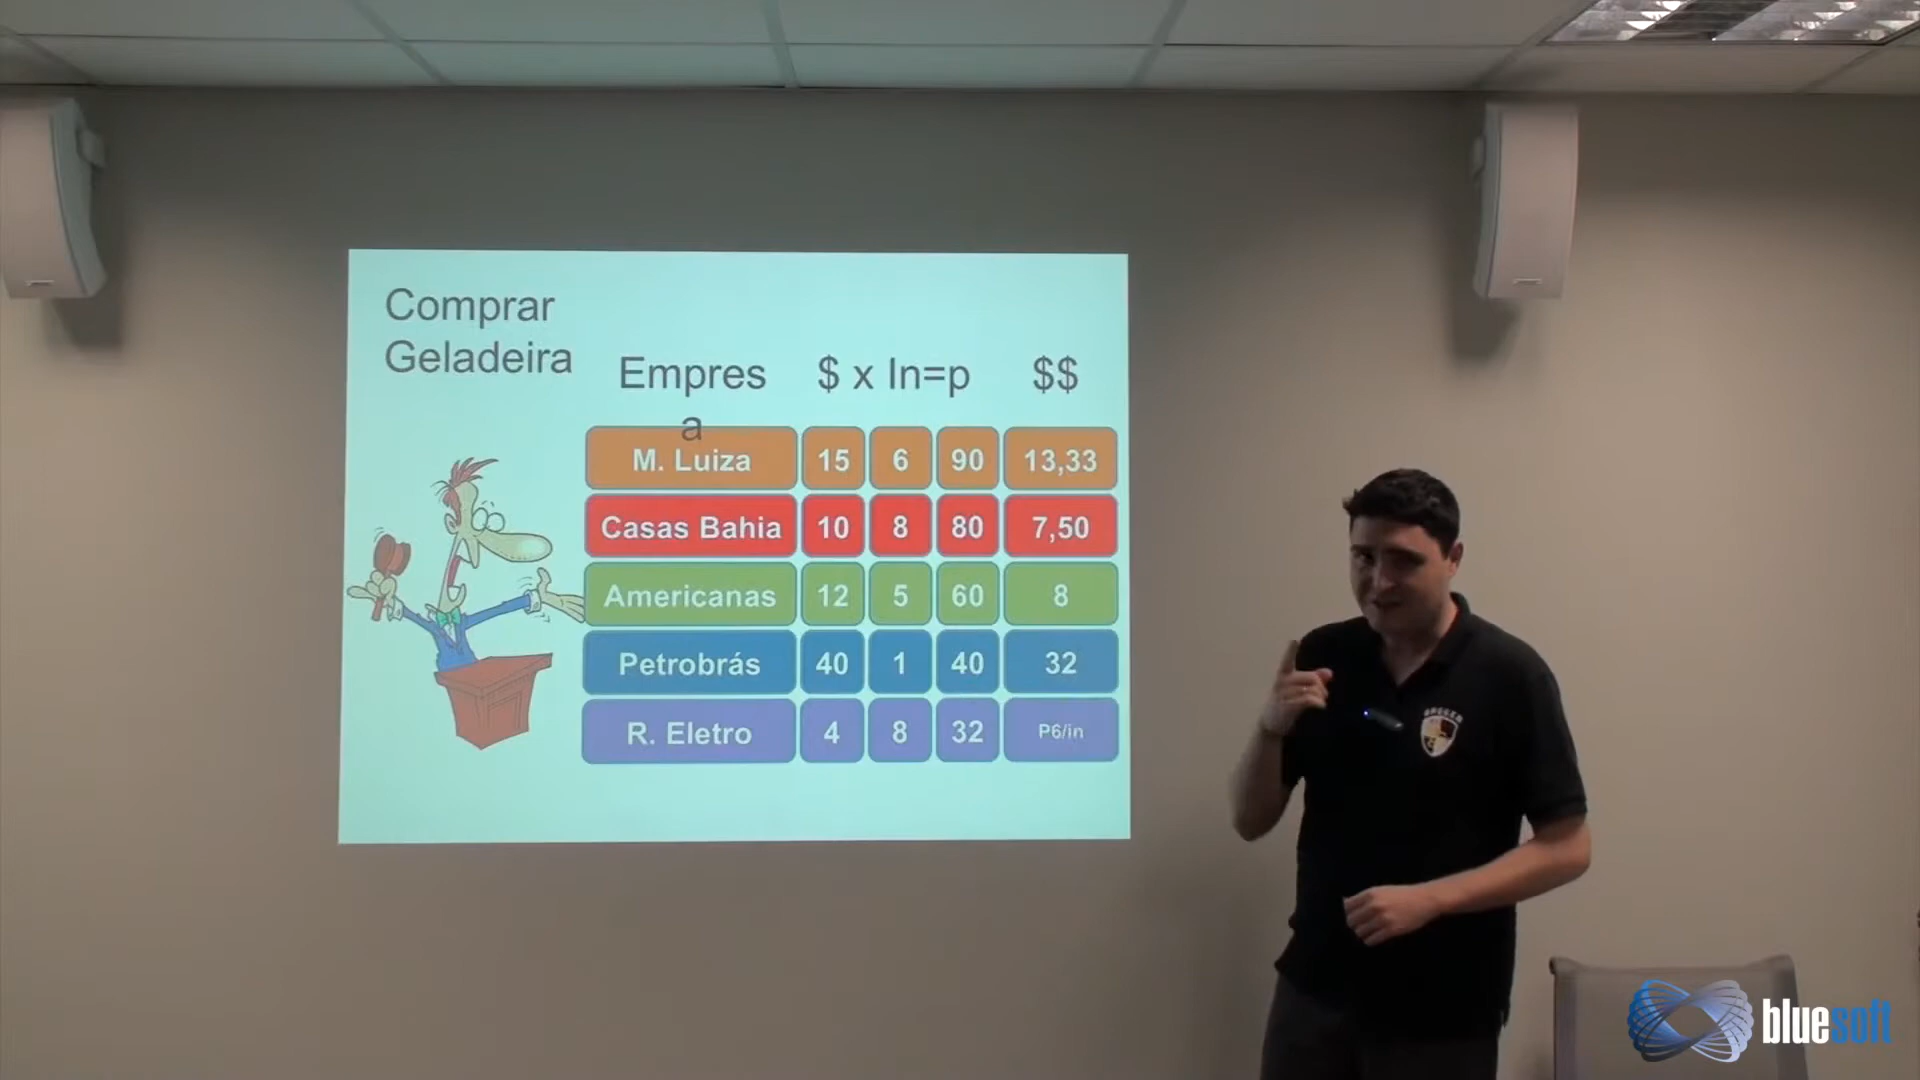 Comprar
Geladeira
Empres
a
$ x In=p
$$
M. Luiza 15 6 90 13,33
Casas Bahia 10 8 80 7,50
Americanas 12 5 60 8
Petrobrás 40 1 40 32
R. Eletro 4 8 32 P6/in
bluesoft